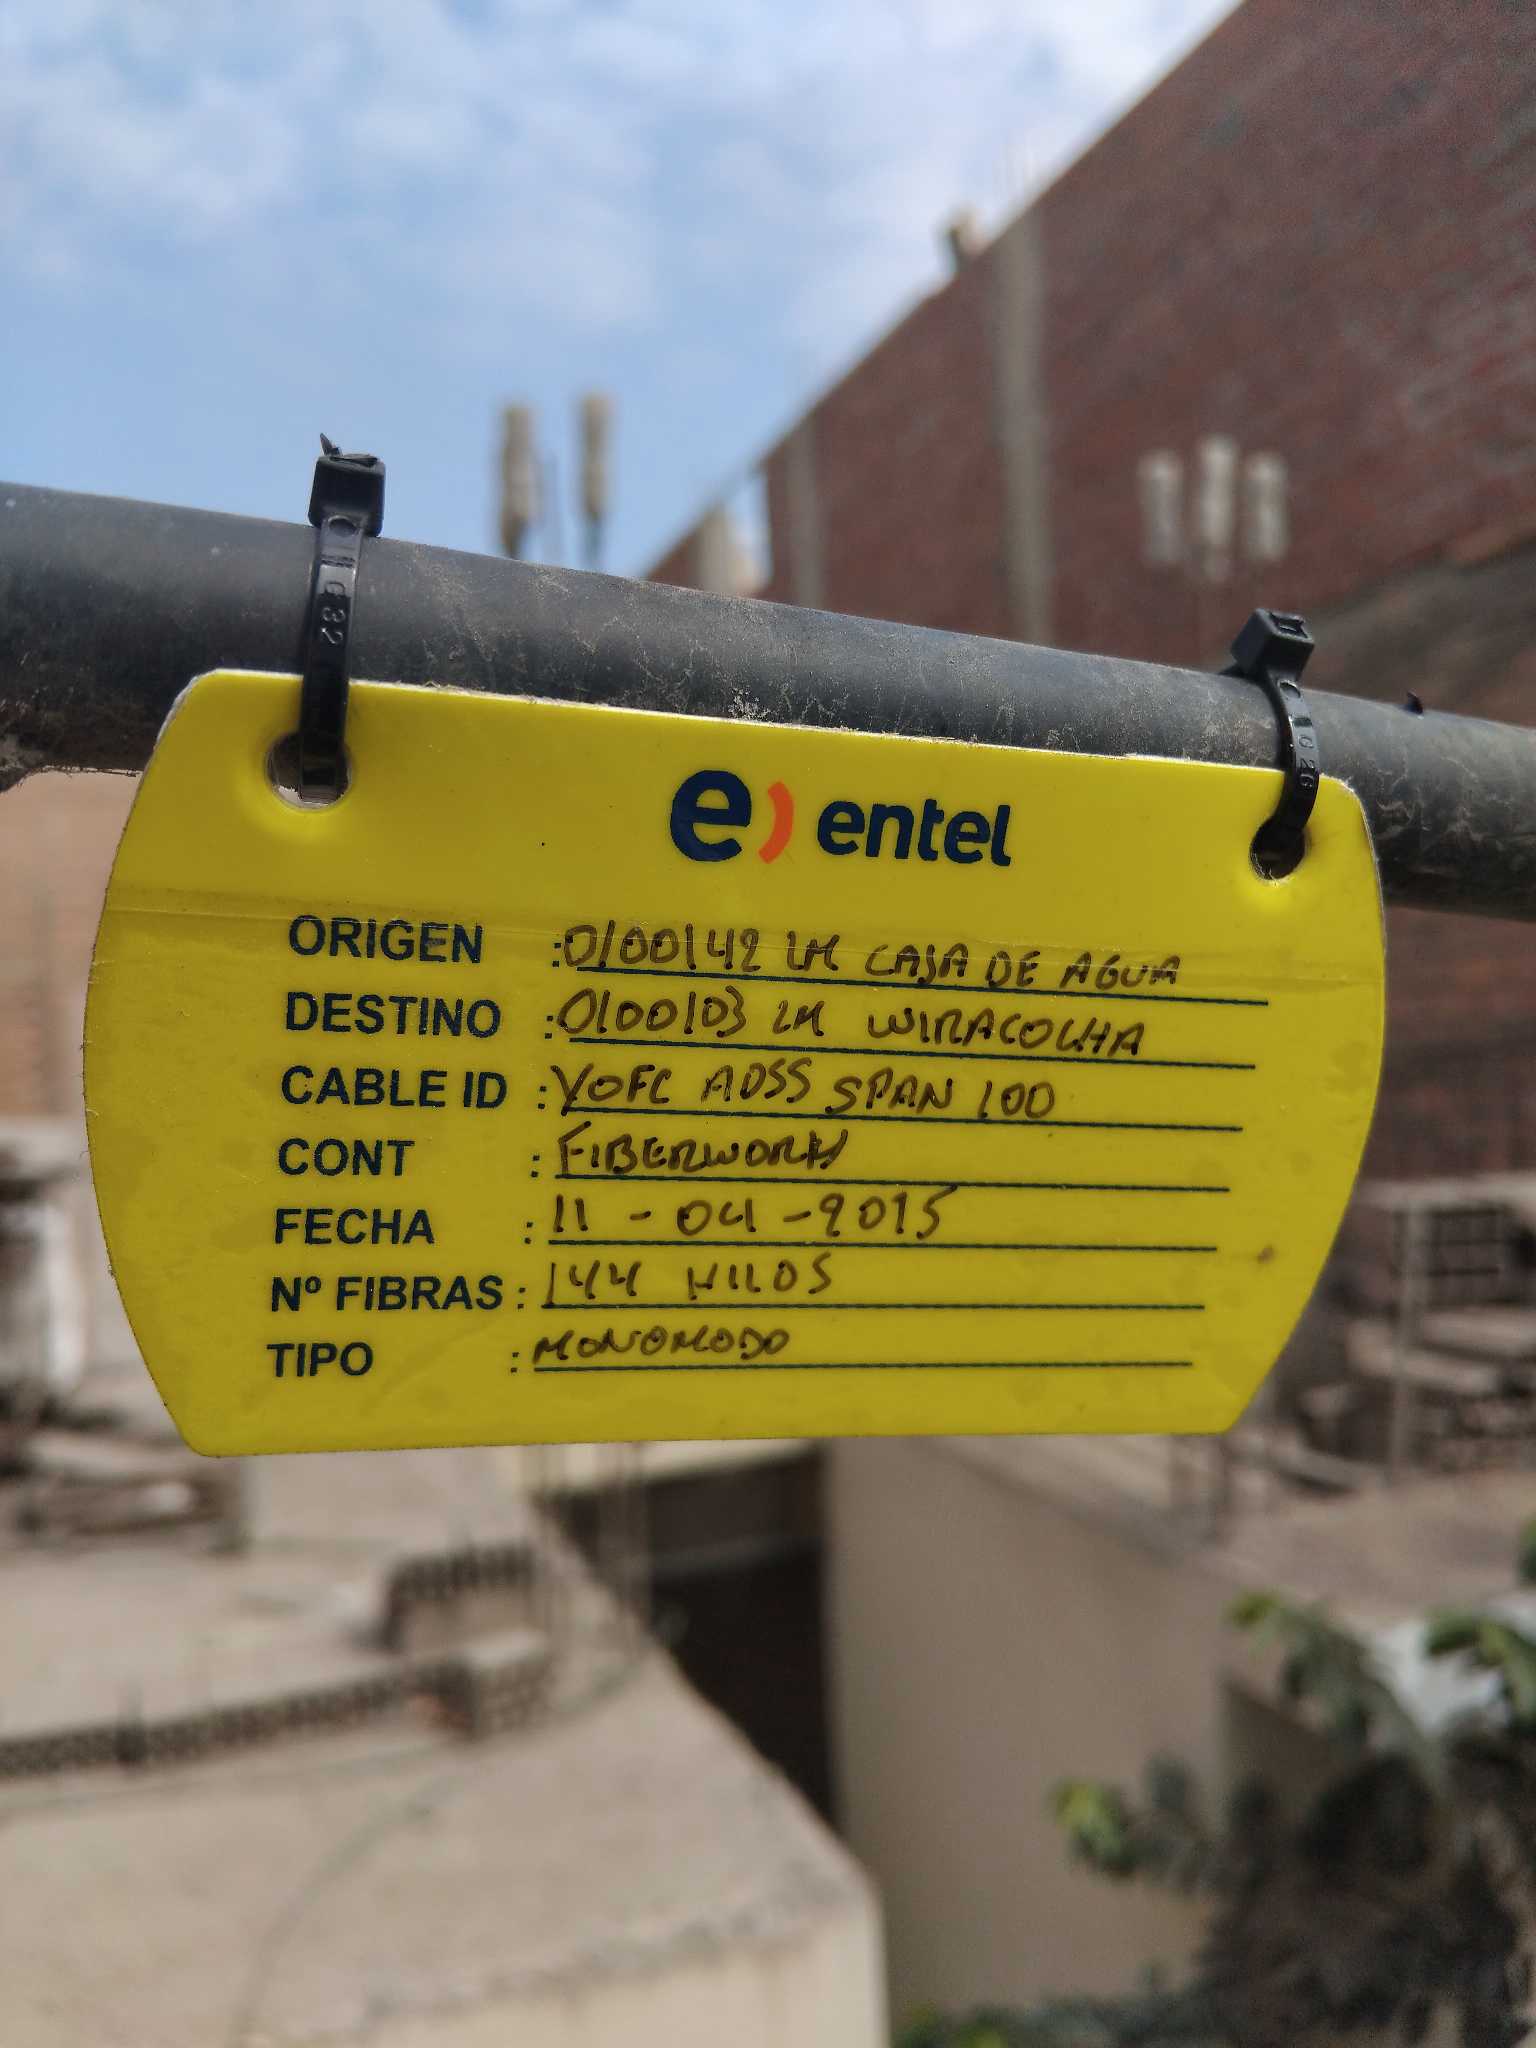 e) entel
ORIGEN : 0100142 LM CASA DE AGUA
DESTINO : 0100103 LM WIRACOCHA
CABLE ID : YOFC ADSS SPAN 100
CONT : FIBERWORK
FECHA : 11 - 04 - 2015
Nº FIBRAS : 144 HILOS
TIPO : MONOMODO